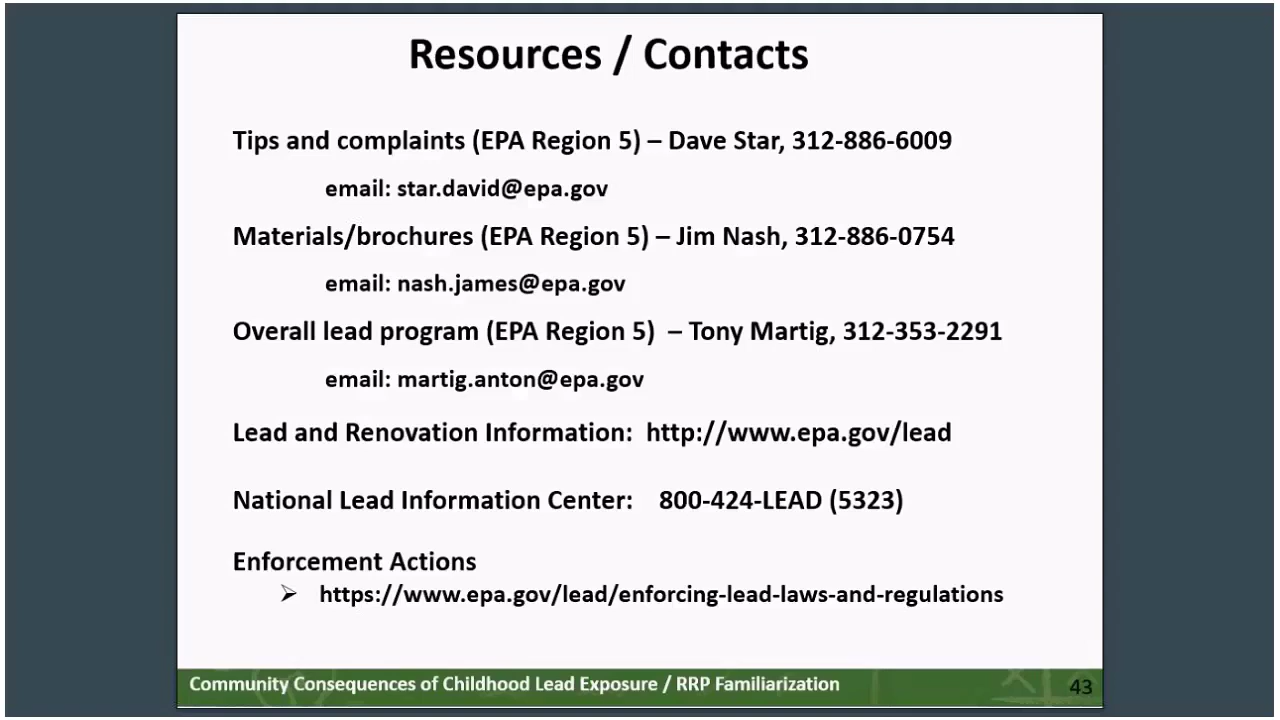 Resources / Contacts
Tips and complaints (EPA Region 5) – Dave Star, 312-886-6009
email: star.david@epa.gov
Materials/brochures (EPA Region 5) – Jim Nash, 312-886-0754
email: nash.james@epa.gov
Overall lead program (EPA Region 5) – Tony Martig, 312-353-2291
email: martig.anton@epa.gov
Lead and Renovation Information: http://www.epa.gov/lead
National Lead Information Center: 800-424-LEAD (5323)
Enforcement Actions
➢ https://www.epa.gov/lead/enforcing-lead-laws-and-regulations
Community Consequences of Childhood Lead Exposure / RRP Familiarization
43